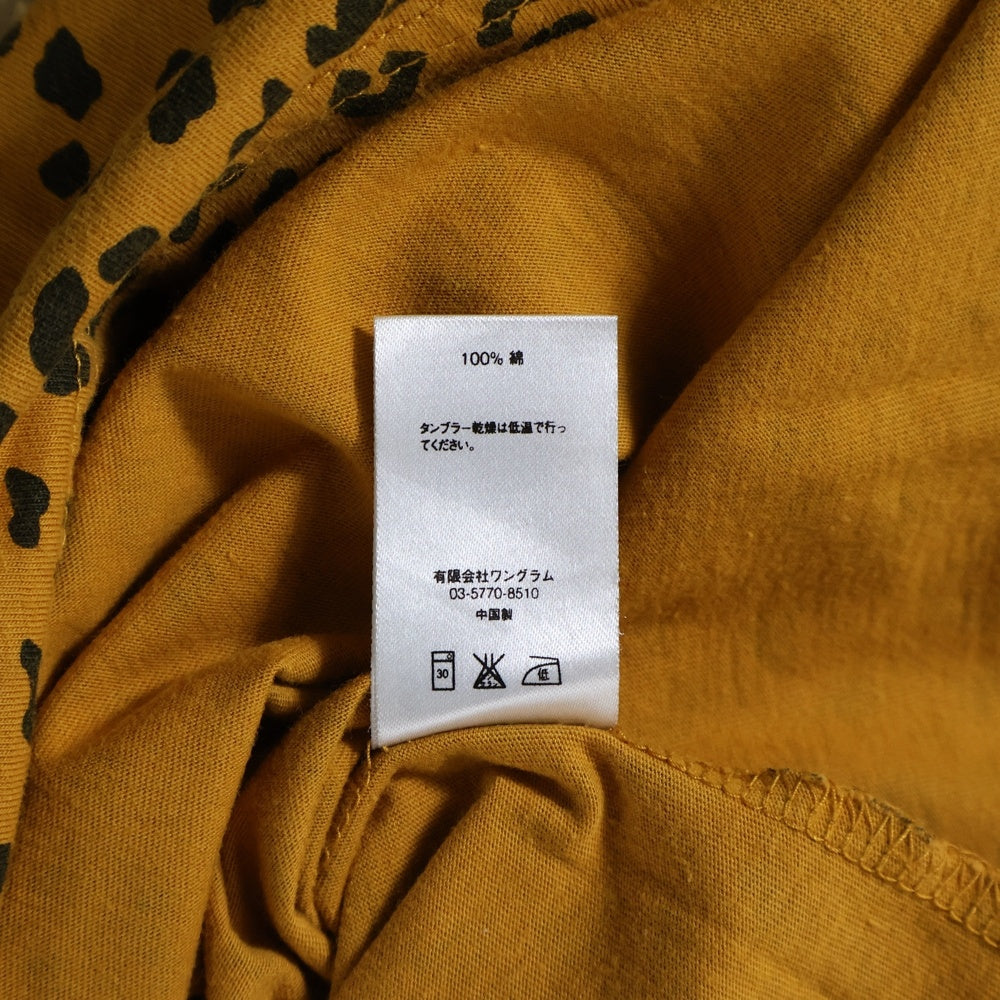 100% 綿
タンブラー乾燥は低温で行っ
てください。
有限会社ワングラム
03-5770-8510
中国製
30
低